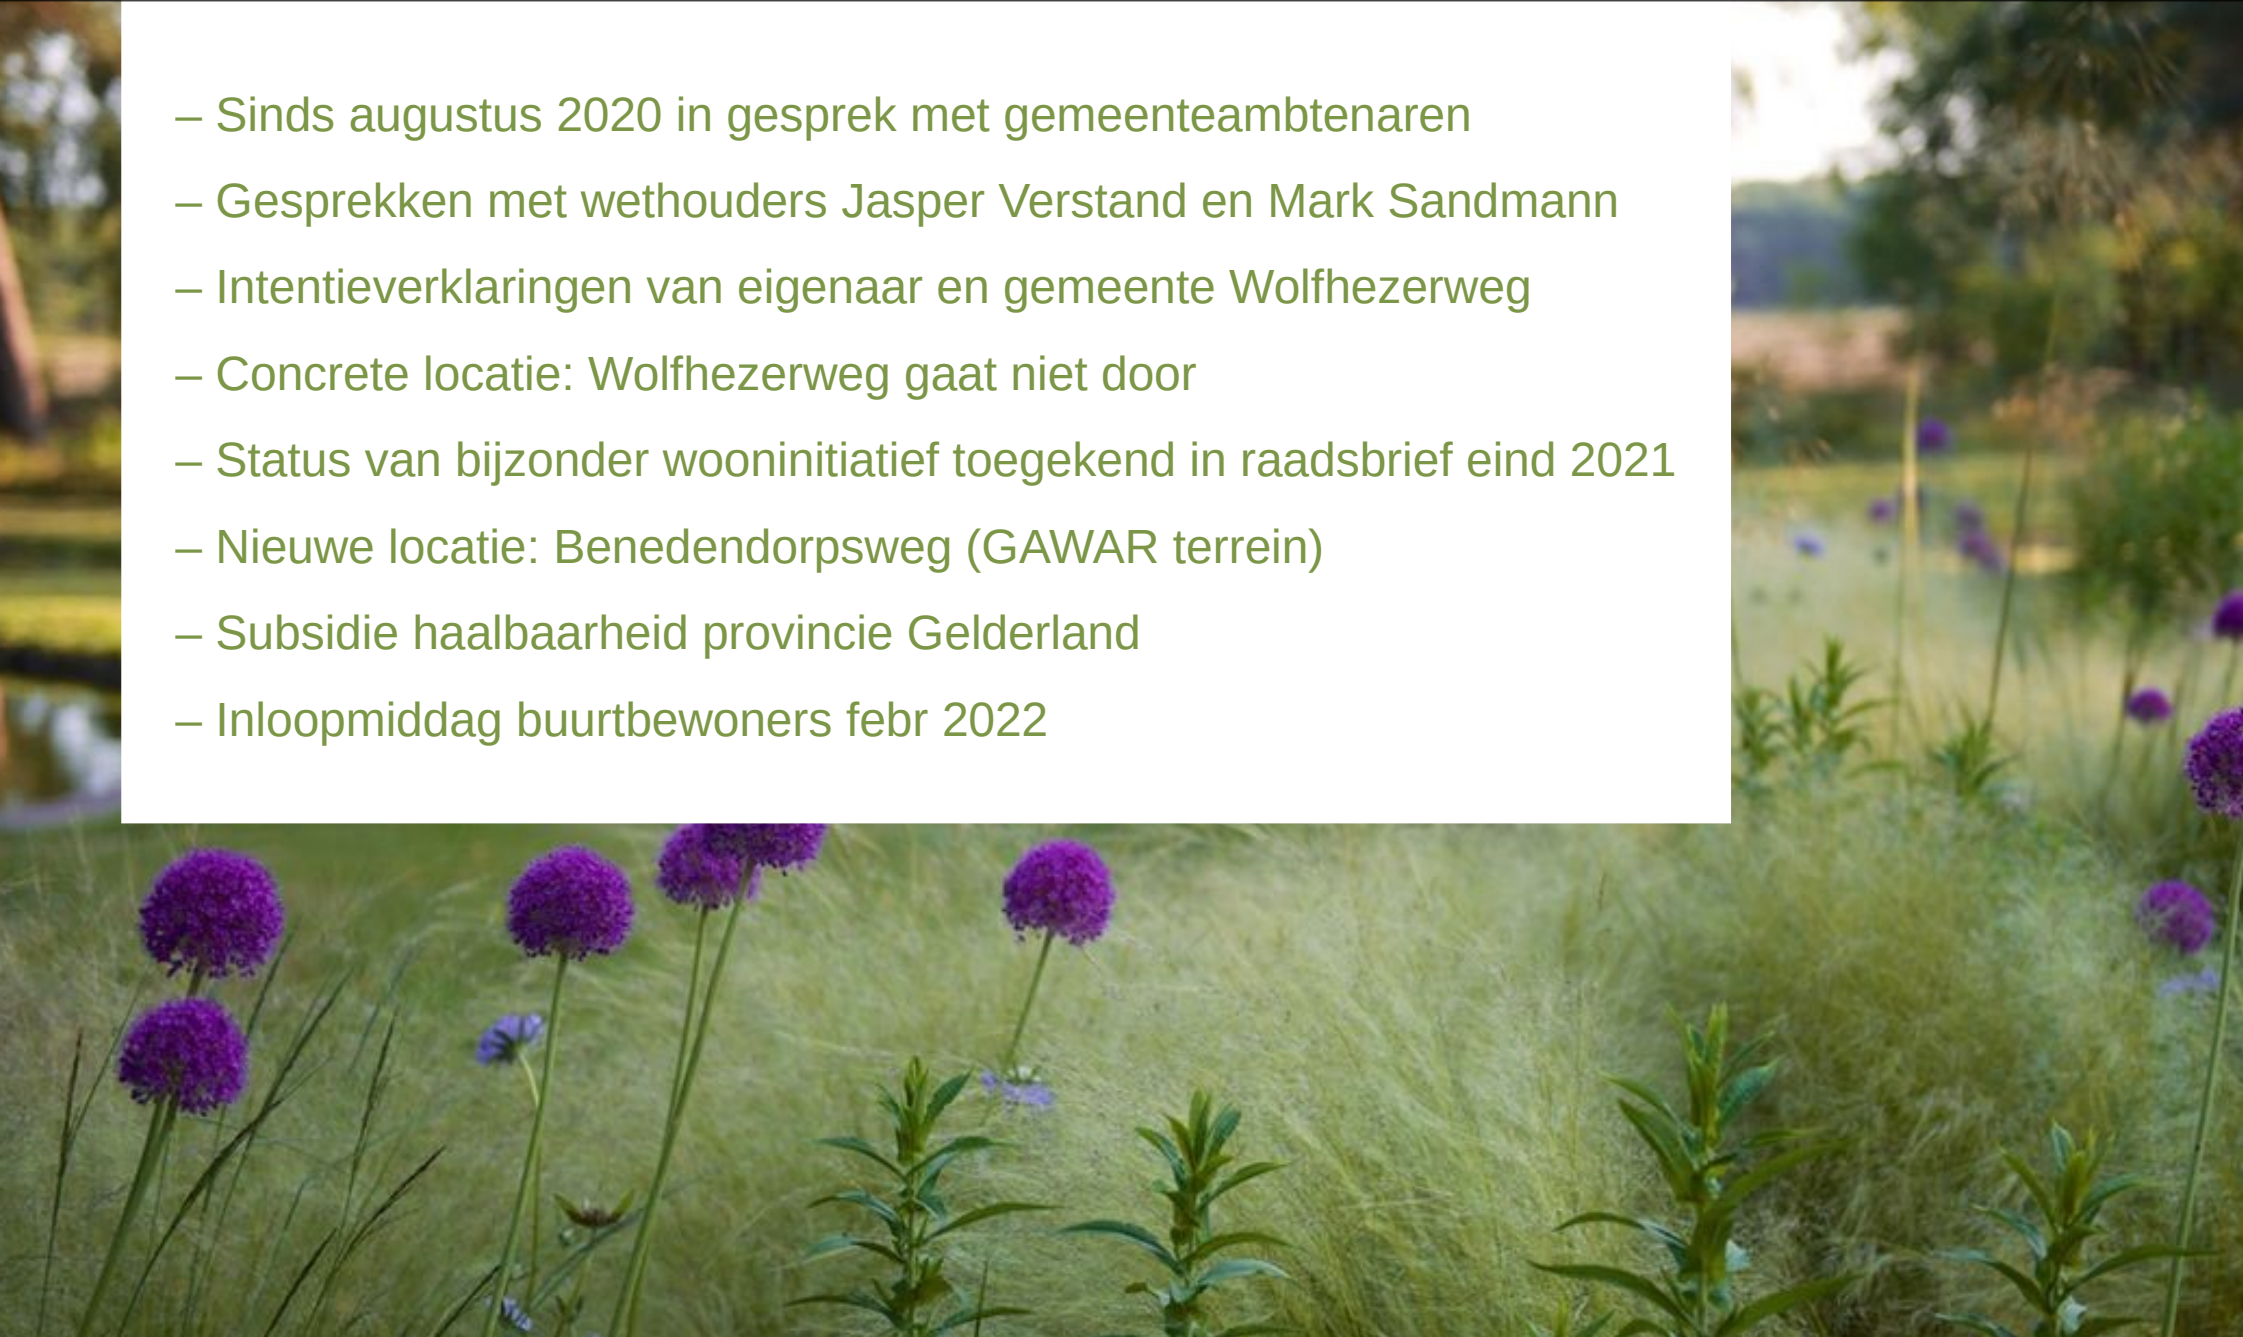 – Sinds augustus 2020 in gesprek met gemeenteambtenaren
– Gesprekken met wethouders Jasper Verstand en Mark Sandmann
– Intentieverklaringen van eigenaar en gemeente Wolfhezerweg
– Concrete locatie: Wolfhezerweg gaat niet door
– Status van bijzonder wooninitiatief toegekend in raadsbrief eind 2021
– Nieuwe locatie: Benedendorpsweg (GAWAR terrein)
– Subsidie haalbaarheid provincie Gelderland
– Inloopmiddag buurtbewoners febr 2022